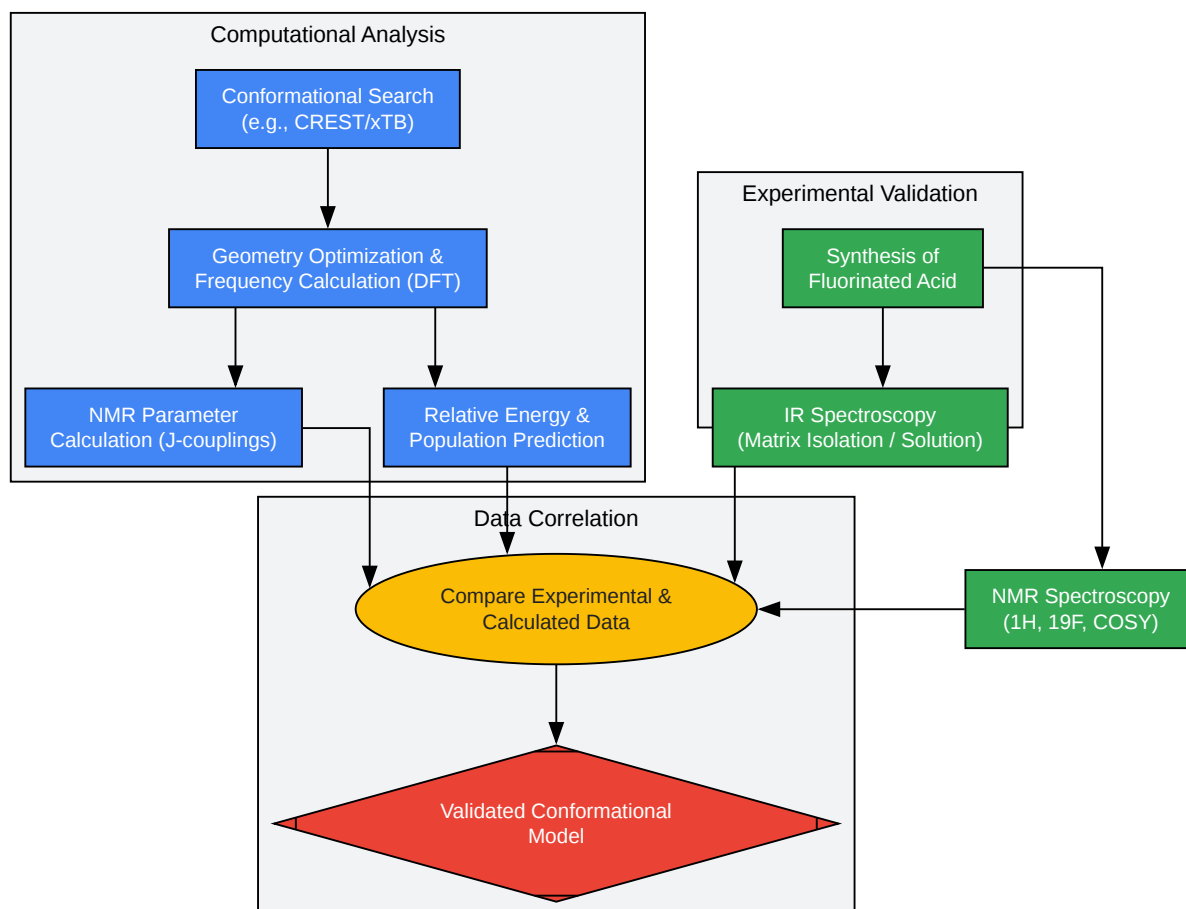 Computational Analysis
Conformational Search
(e.g., CREST/xTB)
Geometry Optimization &
Frequency Calculation (DFT)
NMR Parameter
Calculation (J-couplings)
Relative Energy &
Population Prediction
Experimental Validation
Synthesis of
Fluorinated Acid
IR Spectroscopy
(Matrix Isolation / Solution)
NMR Spectroscopy
(1H, 19F, COSY)
Data Correlation
Compare Experimental &
Calculated Data
Validated Conformational
Model